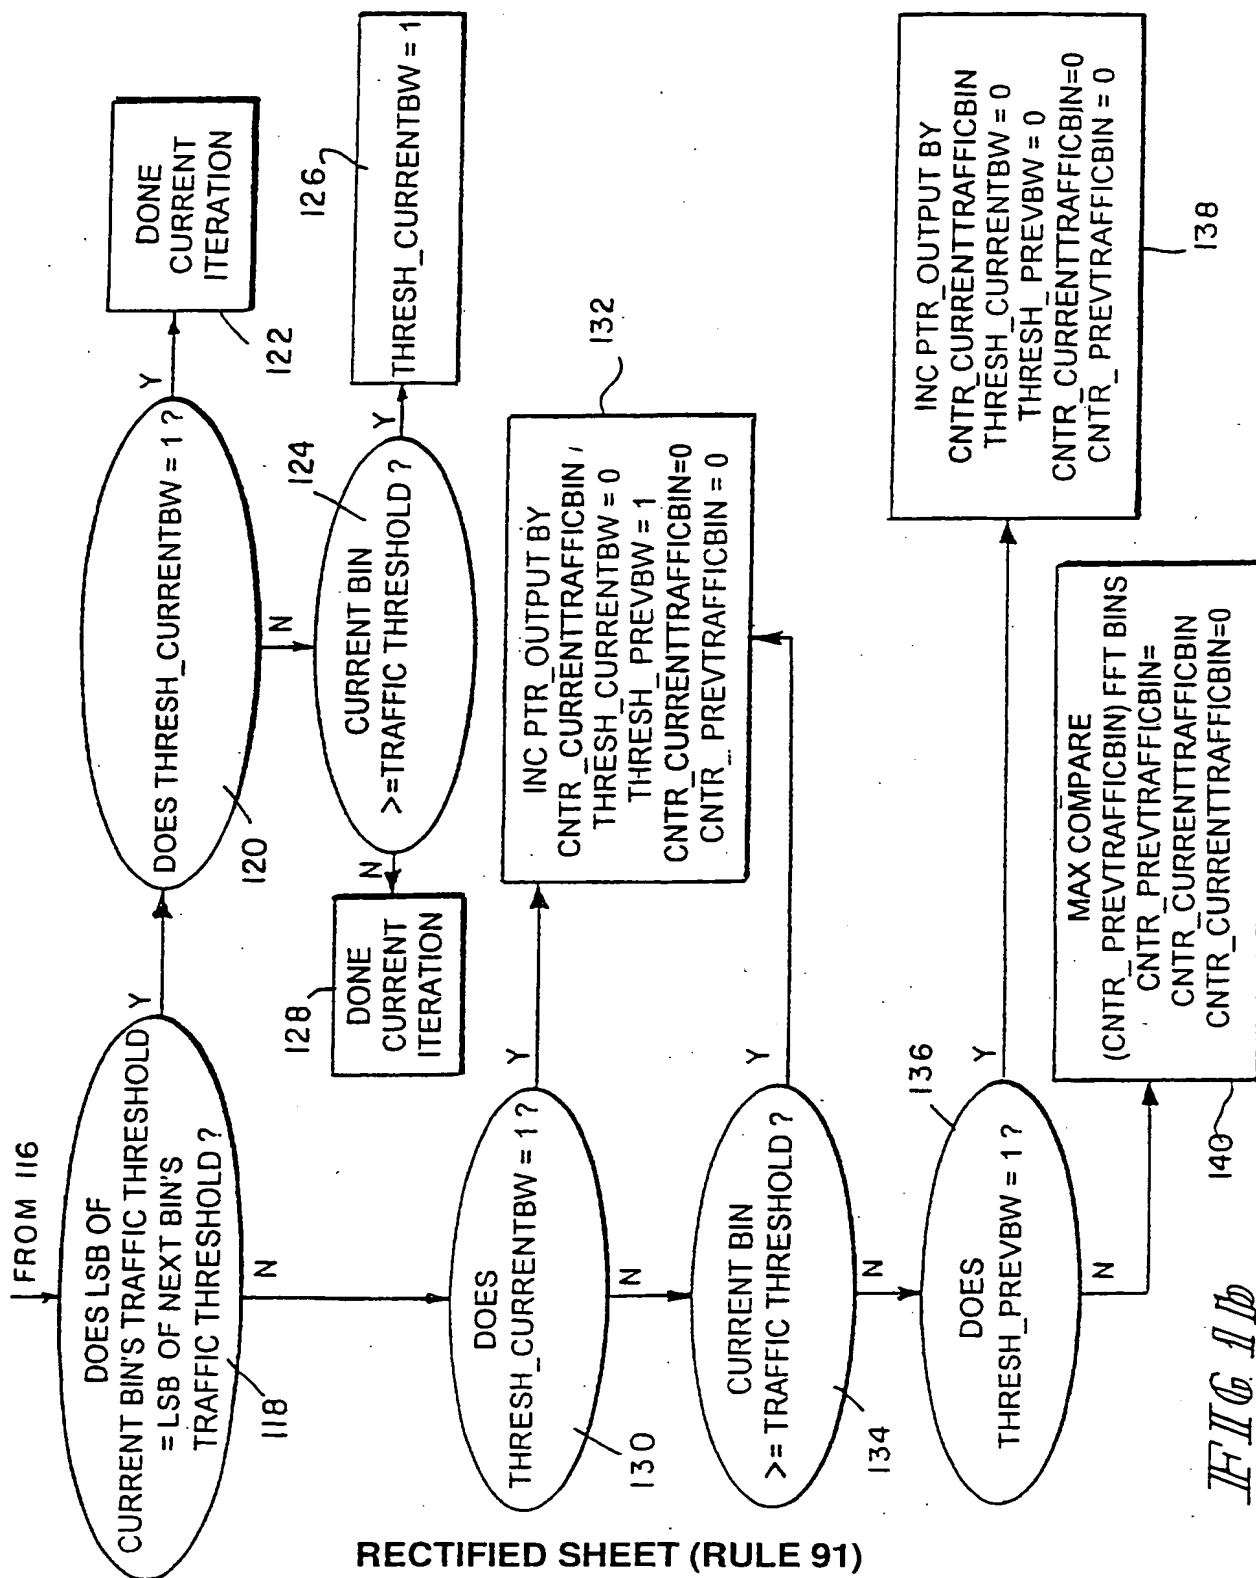 FROM 116
DOES LSB OF
CURRENT BIN'S TRAFFIC THRESHOLD
= LSB OF NEXT BIN'S
TRAFFIC THRESHOLD?
118
Y
N
DOES THRESH_CURRENTBW = 1 ?
120
Y
N
DONE
CURRENT
ITERATION
122
CURRENT BIN
>=TRAFFIC THRESHOLD ?
124
Y
N
THRESH_CURRENTBW = 1
126
DONE
CURRENT
ITERATION
128
DOES
THRESH_CURRENTBW = 1 ?
130
Y
N
INC PTR_OUTPUT BY
CNTR_CURRENTTRAFFICBIN /
THRESH_CURRENTBW = 0
THRESH_PREVBW = 1
CNTR_CURRENTTRAFFICBIN=0
CNTR_PREVTRAFFICBIN = 0
132
CURRENT BIN
>= TRAFFIC THRESHOLD?
134
Y
N
DOES
THRESH_PREVBW = 1 ?
136
Y
N
INC PTR_OUTPUT BY
CNTR_CURRENTTRAFFICBIN
THRESH_CURRENTBW = 0
THRESH_PREVBW = 0
CNTR_CURRENTTRAFFICBIN=0
CNTR_PREVTRAFFICBIN = 0
138
MAX COMPARE
(CNTR_PREVTRAFFICBIN) FFT BINS
CNTR_PREVTRAFFICBIN=
CNTR_CURRENTTRAFFICBIN
CNTR_CURRENTTRAFFICBIN=0
140
FIG 11b
RECTIFIED SHEET (RULE 91)